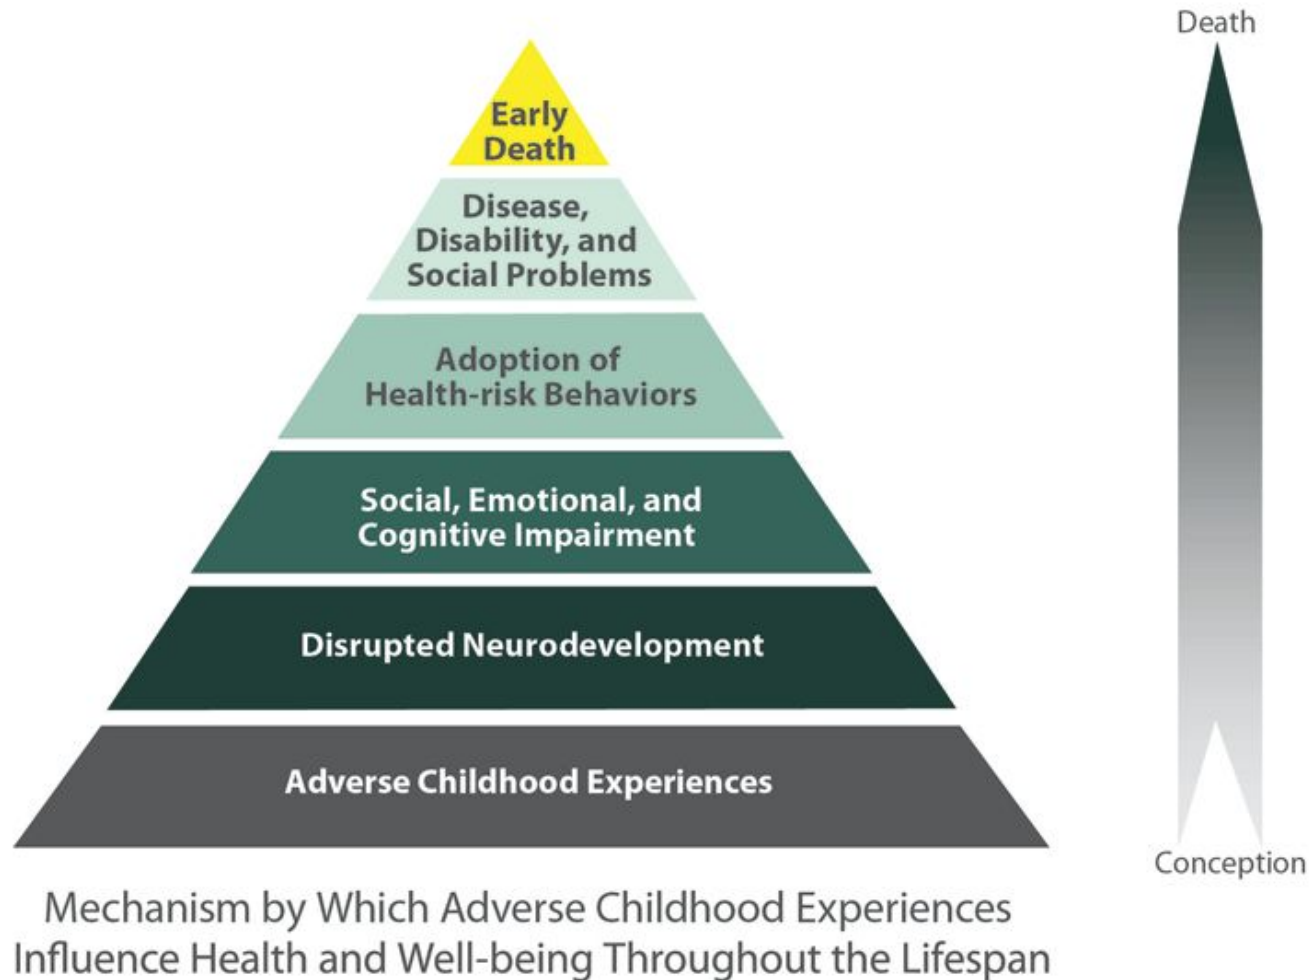 Death
Early
Death
Disease,
Disability, and
Social Problems
Adoption of
Health-risk Behaviors
Social, Emotional, and
Cognitive Impairment
Disrupted Neurodevelopment
Adverse Childhood Experiences
Conception
Mechanism by Which Adverse Childhood Experiences
Influence Health and Well-being Throughout the Lifespan